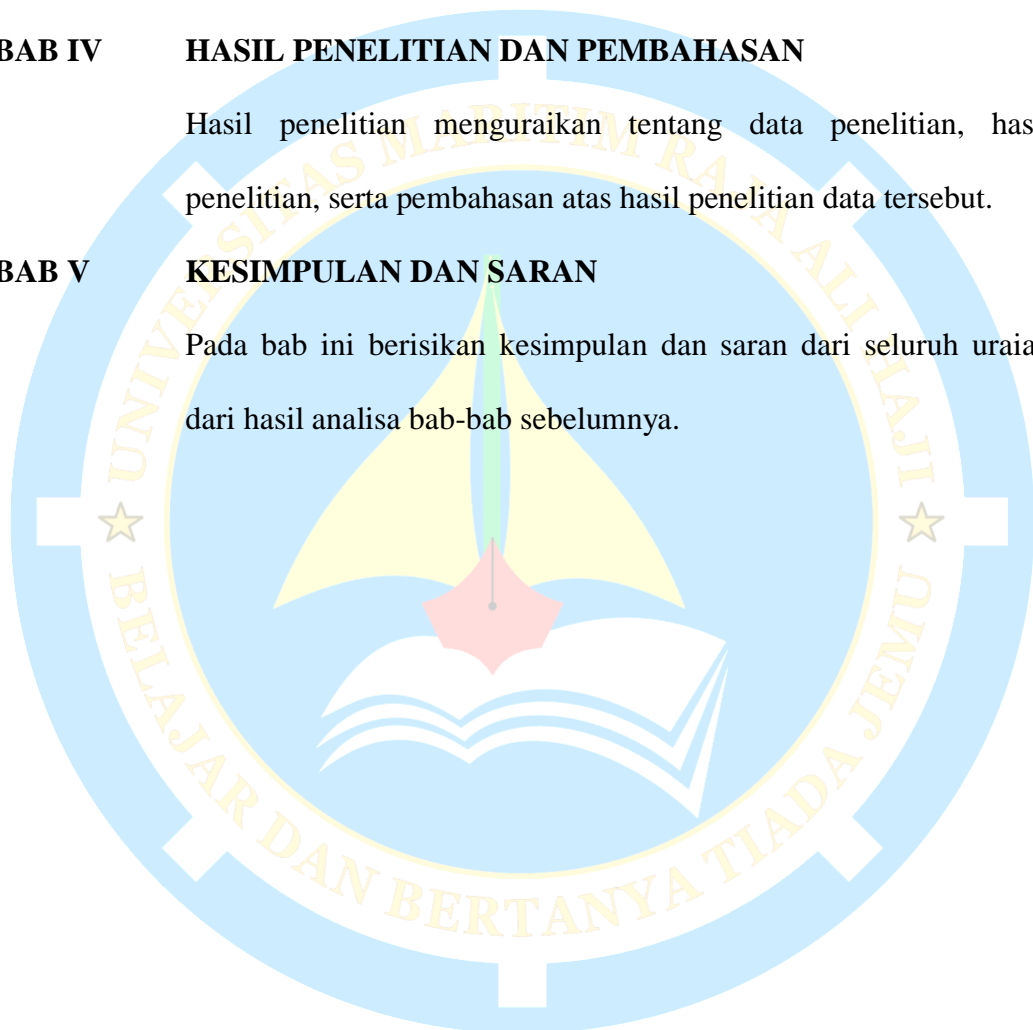 BAB IV HASIL PENELITIAN DAN PEMBAHASAN
Hasil penelitian menguraikan tentang data penelitian, has
penelitian, serta pembahasan atas hasil penelitian data tersebut.
BAB V KESIMPULAN DAN SARAN
Pada bab ini berisikan kesimpulan dan saran dari seluruh uraia
dari hasil analisa bab-bab sebelumnya.
UNIVERSITAS MARITIM RAJA ALI HAJI
BELAJAR DAN BERTANYA TIADA JEMU